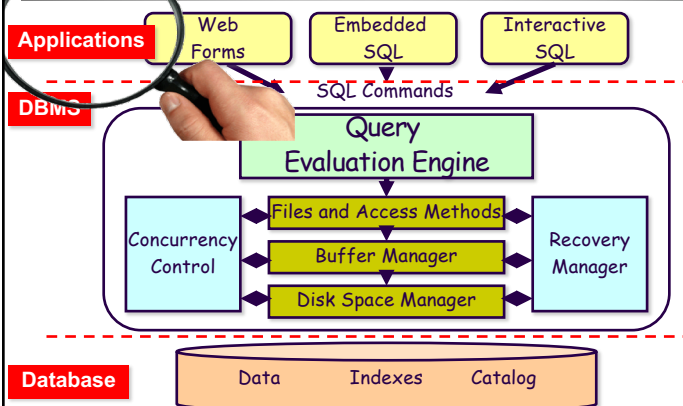 Applications
Web
Forms
Embedded
SQL
Interactive
SQL
SQL Commands
DBMS
Query
Evaluation Engine
Files and Access Methods
Concurrency
Control
Buffer Manager
Recovery
Manager
Disk Space Manager
Database
Data Indexes Catalog